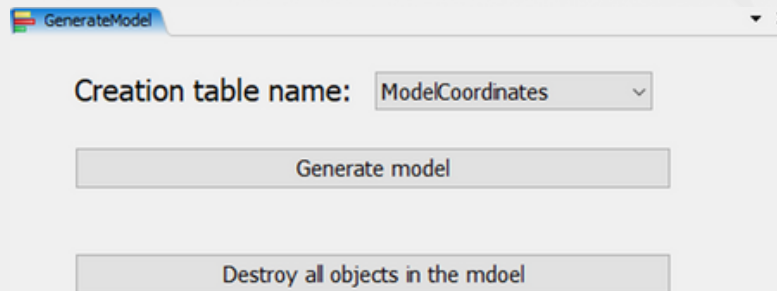 GenerateModel
Creation table name: ModelCoordinates
Generate model
Destroy all objects in the mdoel